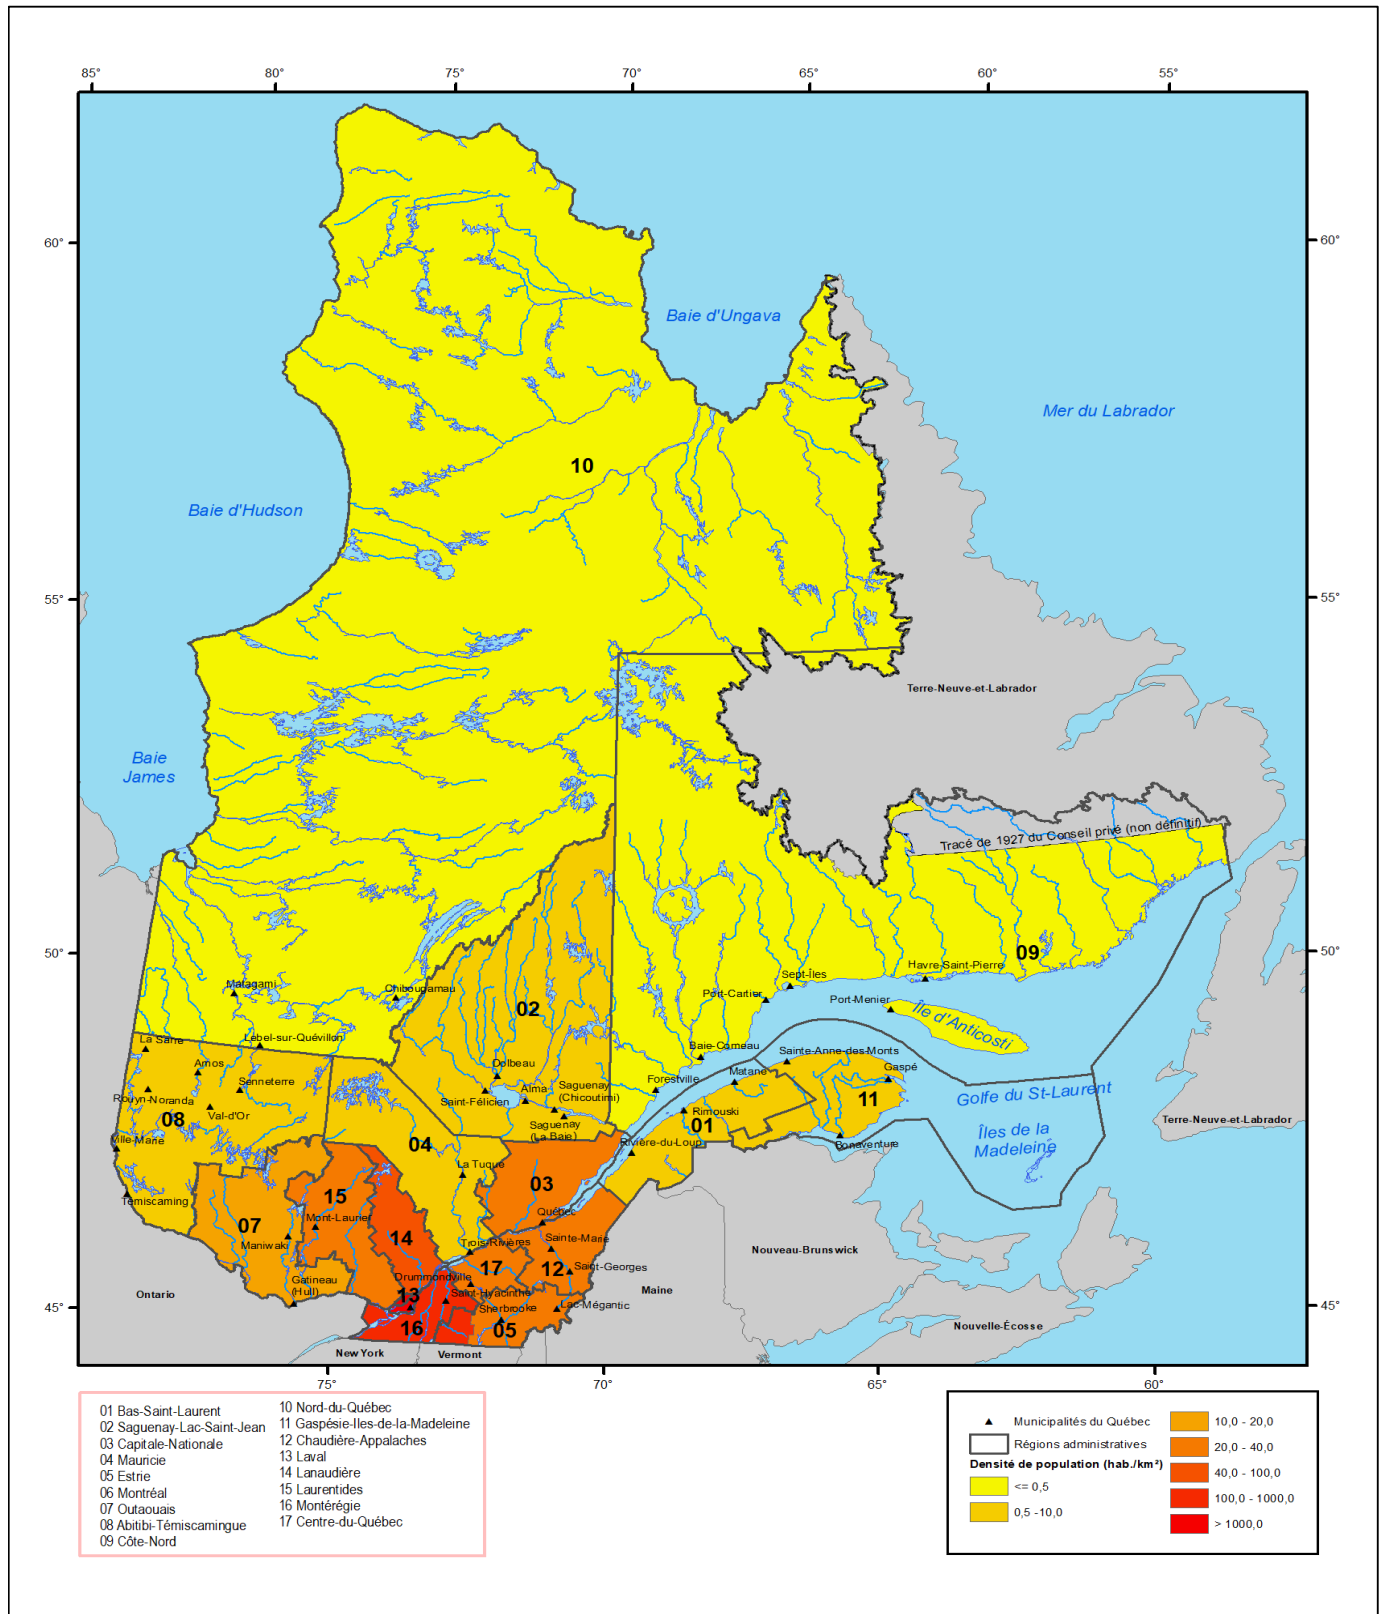 85° 80° 75° 70° 65° 60° 55°
60° 60°
Baie d'Ungava
Mer du Labrador
10
Baie d'Hudson
55° 55°
Terre-Neuve-et-Labrador
Baie
James
Tracé de 1927 du Conseil privé (non définitif)
50° 50°
09
Havre-Saint-Pierre
Sept-Îles
Matagami
Chibougamau
Port-Cartier
Port-Menier
02
Île d'Anticosti
La Sarre
Lebel-sur-Quévillon
Baie-Comeau
Sainte-Anne-des-Monts
Amos
Dolbeau
Matane
Gaspé
Senneterre
Forestville
Saguenay
(Chicoutimi)
Alma
Golfe du St-Laurent
Rouyn-Noranda
Saint-Félicien
11
08
Val-d'Or
Rimouski
01
Saguenay
(La Baie)
Îles de la
Madeleine
Terre-Neuve-et-Labrador
Ville-Marie
04
Rivière-du-Loup
Bonaventure
La Tuque
03
Témiscaming
15
07
Mont-Laurier
Québec
Maniwaki
14
Trois-Rivières
Sainte-Marie
Nouveau-Brunswick
17
12
Saint-Georges
Gatineau
(Hull)
Drummondville
Ontario
13
Saint-Hyacinthe
Maine
Sherbrooke
Lac-Mégantic
45° 45°
16
05
Nouvelle-Écosse
New York
Vermont
75° 70° 65° 60°
01 Bas-Saint-Laurent
02 Saguenay-Lac-Saint-Jean
03 Capitale-Nationale
04 Mauricie
05 Estrie
06 Montréal
07 Outaouais
08 Abitibi-Témiscamingue
09 Côte-Nord
10 Nord-du-Québec
11 Gaspésie-Iles-de-la-Madeleine
12 Chaudière-Appalaches
13 Laval
14 Lanaudière
15 Laurentides
16 Montérégie
17 Centre-du-Québec
Municipalités du Québec
Régions administratives
Densité de population (hab./km²)
<= 0,5
0,5 -10,0
10,0 - 20,0
20,0 - 40,0
40,0 - 100,0
100,0 - 1000,0
> 1000,0